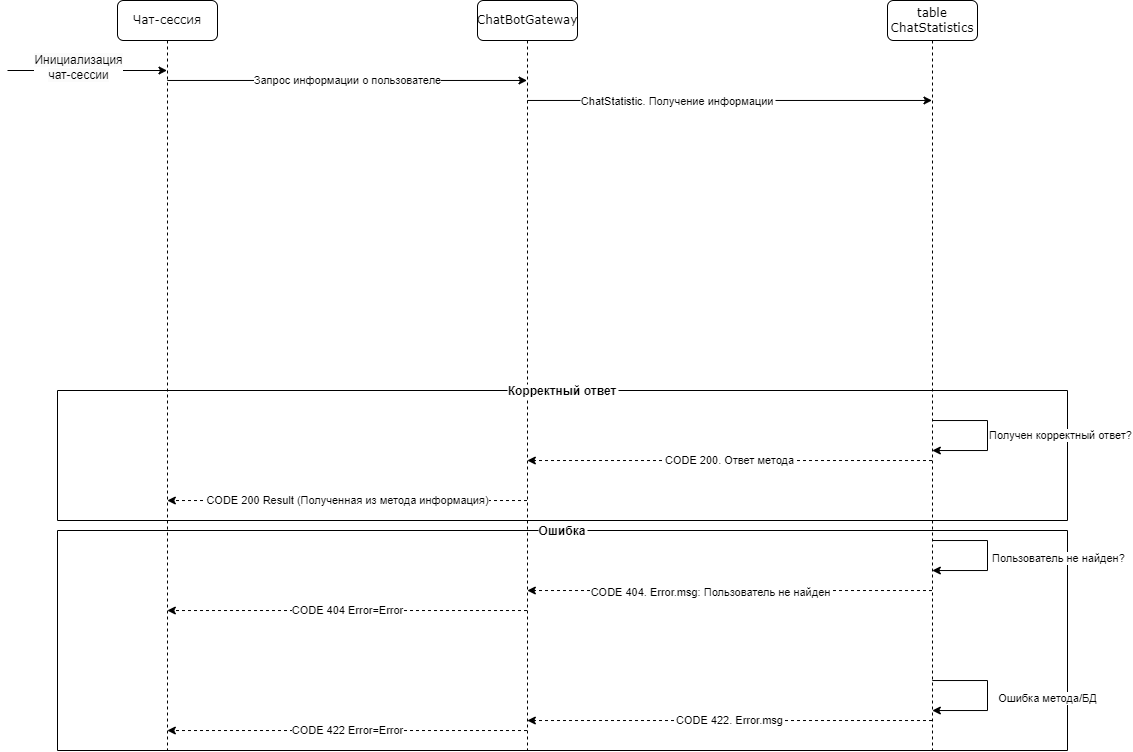 Чат-сессия
ChatBotGateway
table
ChatStatistics
Инициализация
чат-сессии
Запрос информации о пользователе
ChatStatistic. Получение информации
Корректный ответ
Получен корректный ответ?
CODE 200. Ответ метода
CODE 200 Result (Полученная из метода информация)
Ошибка
Пользователь не найден?
CODE 404. Error.msg: Пользователь не найден
CODE 404 Error=Error
Ошибка метода/БД
CODE 422. Error.msg
CODE 422 Error=Error